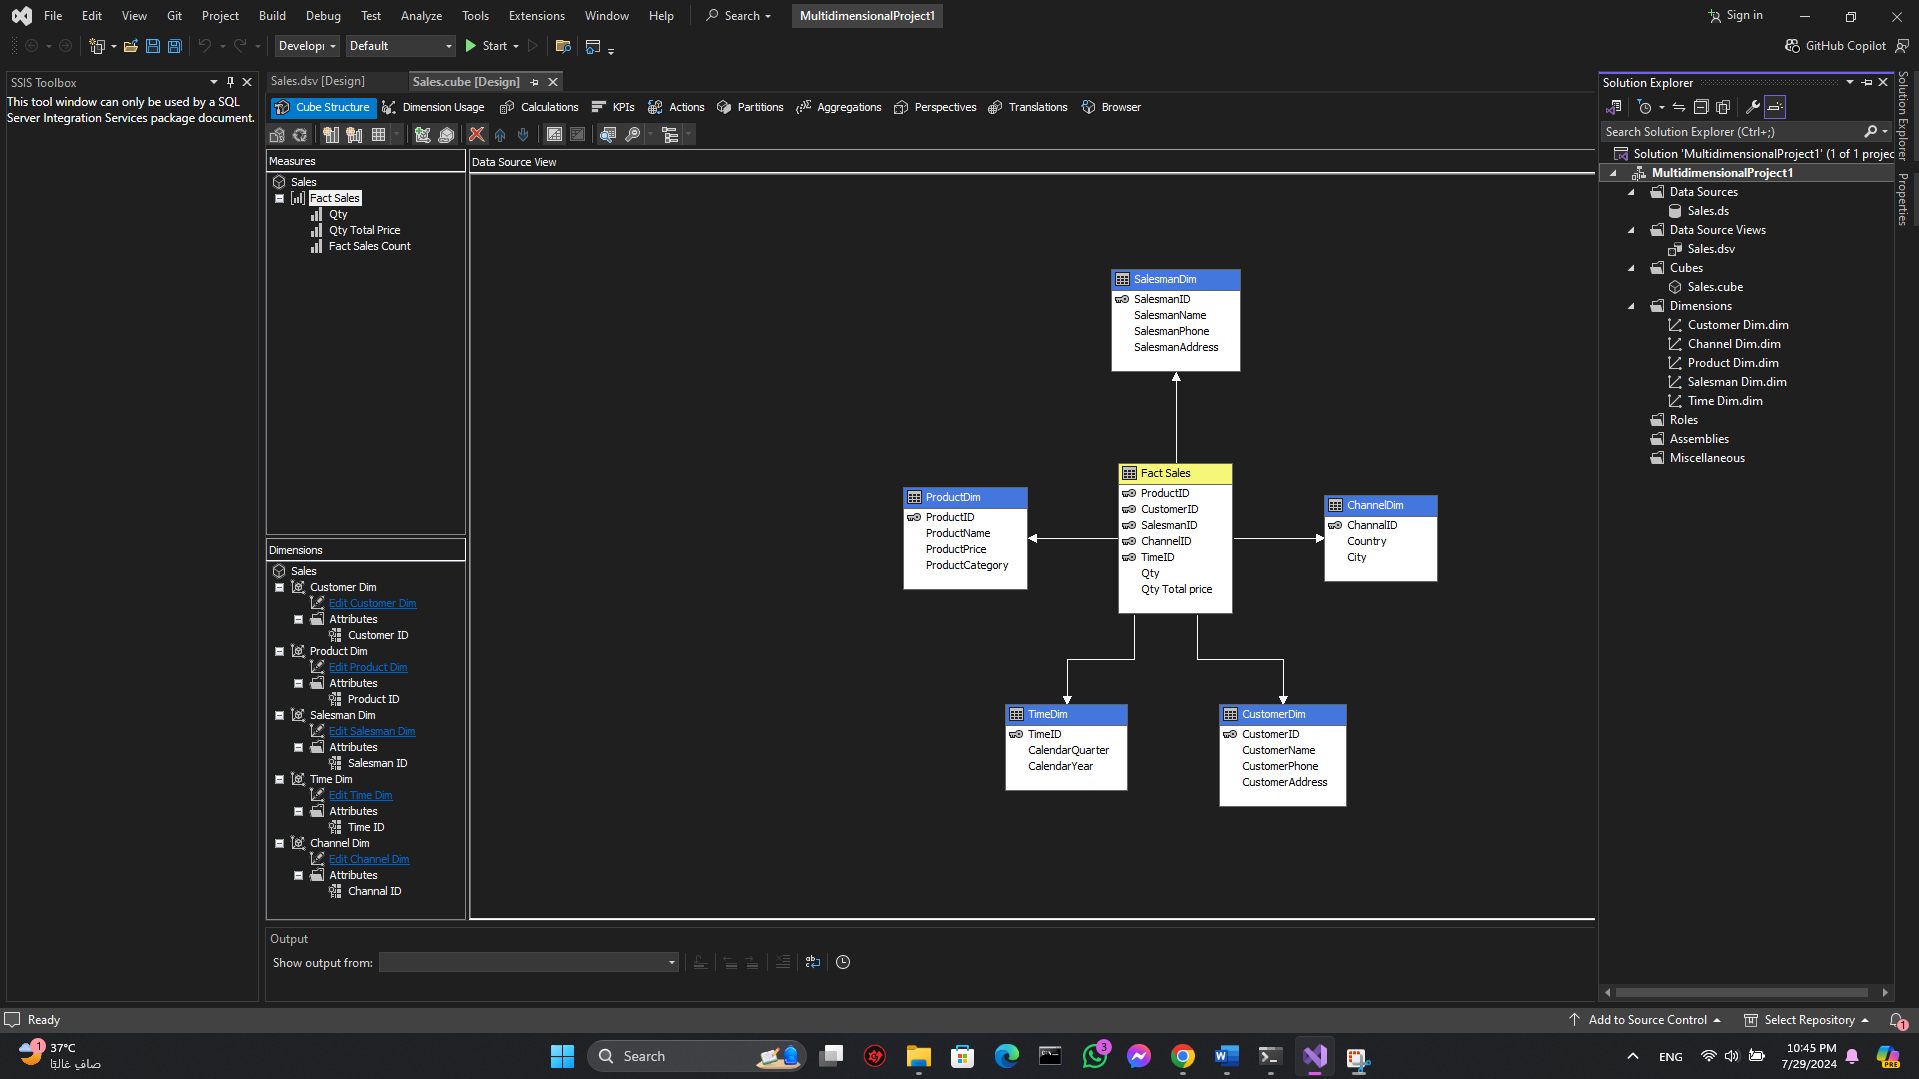 File Edit View Git Project Build Debug Test Analyze Tools Extensions Window Help Search MultidimensionalProject1 Sign in
Developr Default Start GitHub Copilot
SSIS Toolbox
This tool window can only be used by a SQL
Server Integration Services package document.
Sales.dsv [Design] Sales.cube [Design]
Cube Structure Dimension Usage Calculations KPIs Actions Partitions Aggregations Perspectives Translations Browser
Measures
Sales
Fact Sales
Qty
Qty Total Price
Fact Sales Count
Dimensions
Sales
Customer Dim
Edit Customer Dim
Attributes
Customer ID
Product Dim
Edit Product Dim
Attributes
Product ID
Salesman Dim
Edit Salesman Dim
Attributes
Salesman ID
Time Dim
Edit Time Dim
Attributes
Time ID
Channel Dim
Edit Channel Dim
Attributes
Channal ID
Data Source View
SalesmanDim
SalesmanID
SalesmanName
SalesmanPhone
SalesmanAddress
Fact Sales
ProductID
CustomerID
SalesmanID
ChannelID
TimeID
Qty
Qty Total price
ProductDim
ProductID
ProductName
ProductPrice
ProductCategory
ChannelDim
ChannalID
Country
City
TimeDim
TimeID
CalendarQuarter
CalendarYear
CustomerDim
CustomerID
CustomerName
CustomerPhone
CustomerAddress
Output
Show output from:
Solution Explorer
Search Solution Explorer (Ctrl+;)
Solution 'MultidimensionalProject1' (1 of 1 projec
MultidimensionalProject1
Data Sources
Sales.ds
Data Source Views
Sales.dsv
Cubes
Sales.cube
Dimensions
Customer Dim.dim
Channel Dim.dim
Product Dim.dim
Salesman Dim.dim
Time Dim.dim
Roles
Assemblies
Miscellaneous
Solution Explorer
Properties
Ready
Add to Source Control Select Repository 1
1
37°C
صافٍ غالبًا
Search
3
ENG
10:45 PM
7/29/2024
PRE